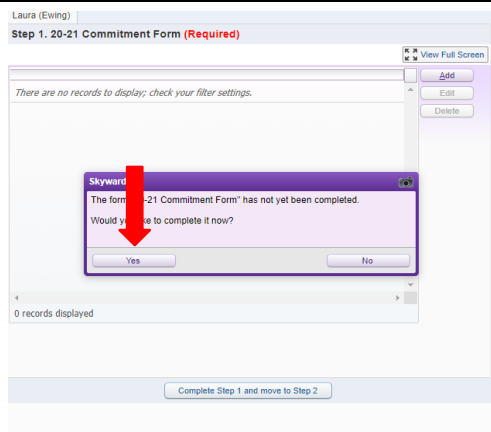 Laura (Ewing)
Step 1. 20-21 Commitment Form (Required)
View Full Screen
Add
There are no records to display; check your filter settings.
Edit
Delete
Skyward
The form -21 Commitment Form" has not yet been completed.
Would to complete it now?
Yes
No
0 records displayed
Complete Step 1 and move to Step 2